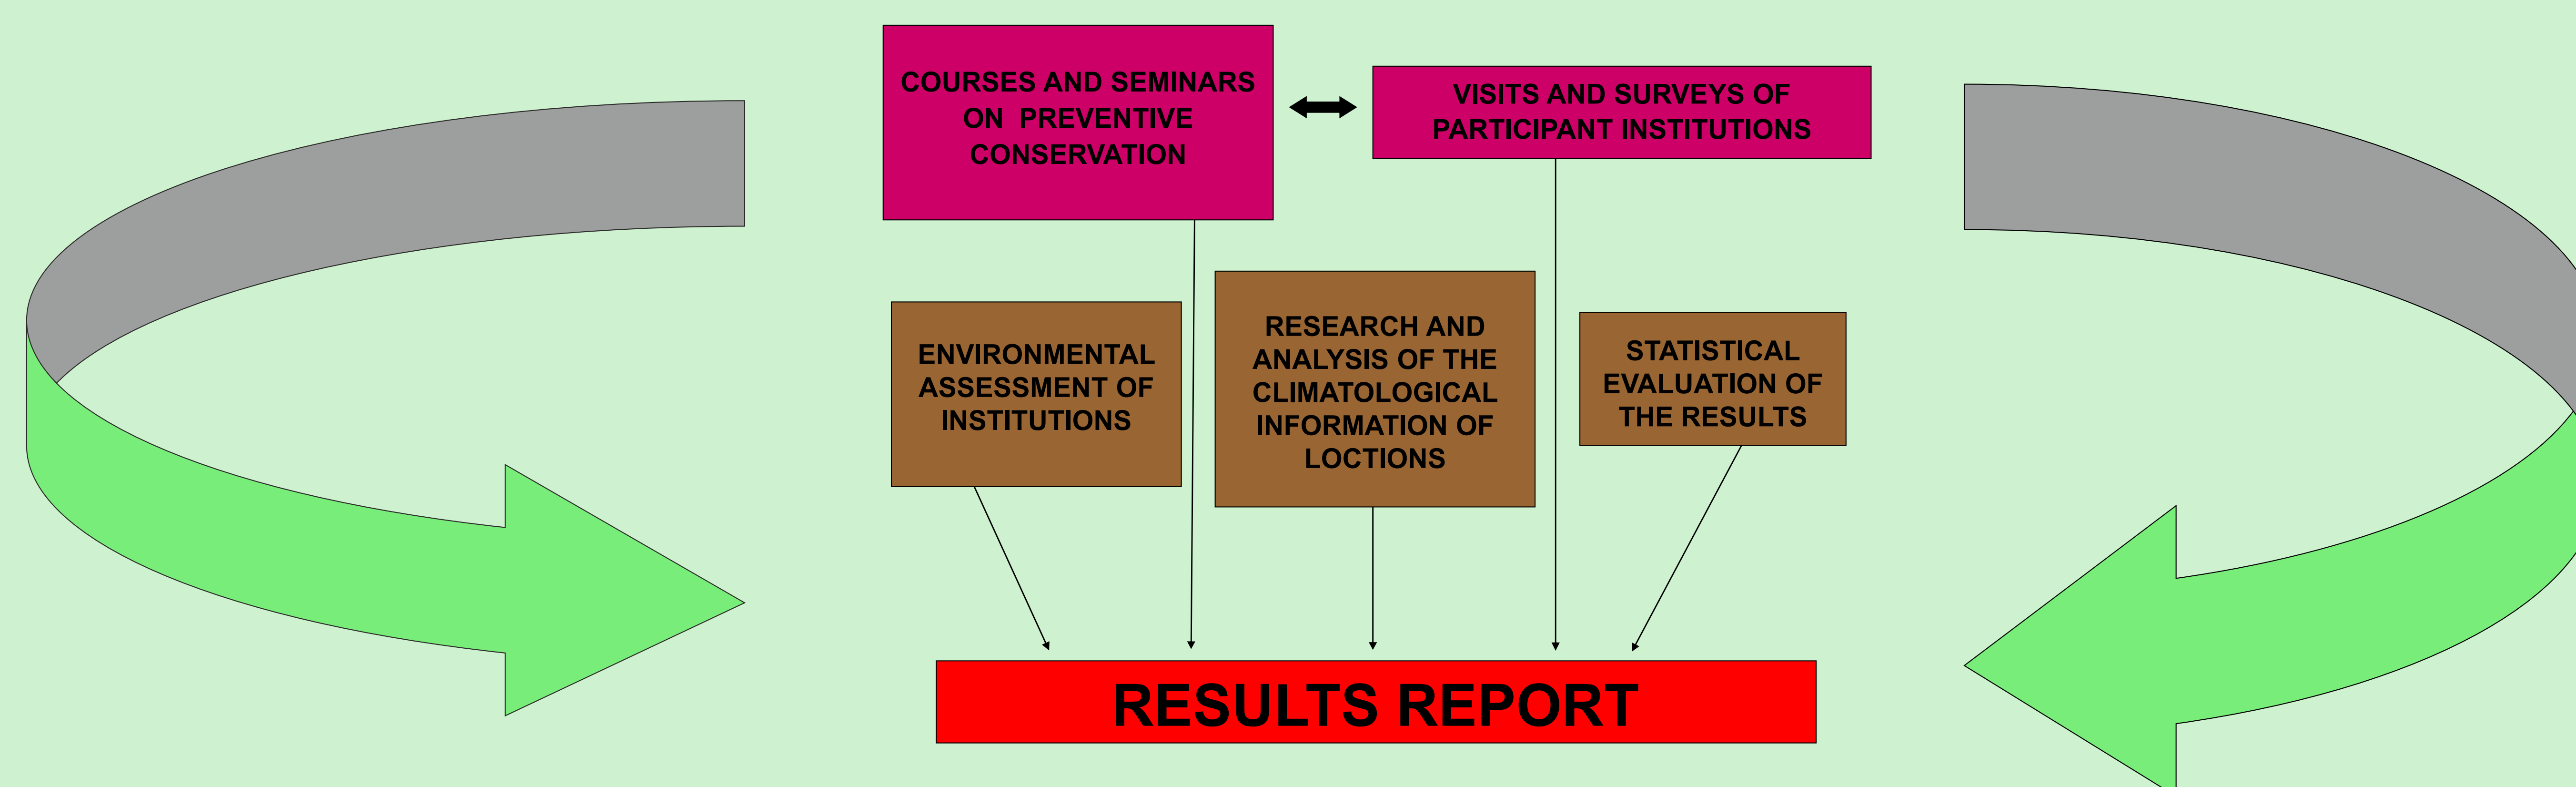 COURSES AND SEMINARS
ON PREVENTIVE
CONSERVATION
VISITS AND SURVEYS OF
PARTICIPANT INSTITUTIONS
ENVIRONMENTAL
ASSESSMENT OF
INSTITUTIONS
RESEARCH AND
ANALYSIS OF THE
CLIMATOLOGICAL
INFORMATION OF
LOCTIONS
STATISTICAL
EVALUATION OF
THE RESULTS
RESULTS REPORT